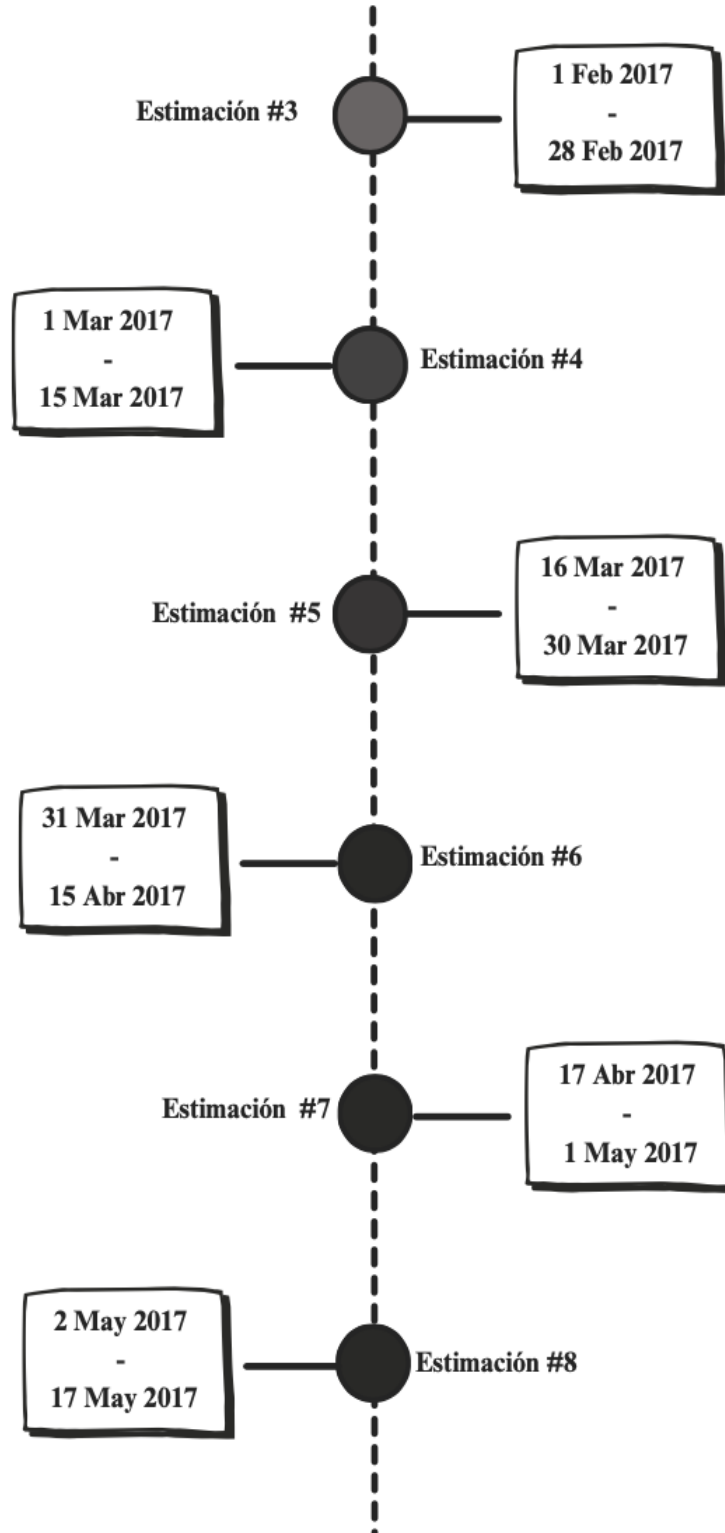 Estimación #3
1 Feb 2017
-
28 Feb 2017
1 Mar 2017
-
15 Mar 2017
Estimación #4
Estimación #5
16 Mar 2017
-
30 Mar 2017
31 Mar 2017
-
15 Abr 2017
Estimación #6
Estimación #7
17 Abr 2017
-
1 May 2017
2 May 2017
-
17 May 2017
Estimación #8